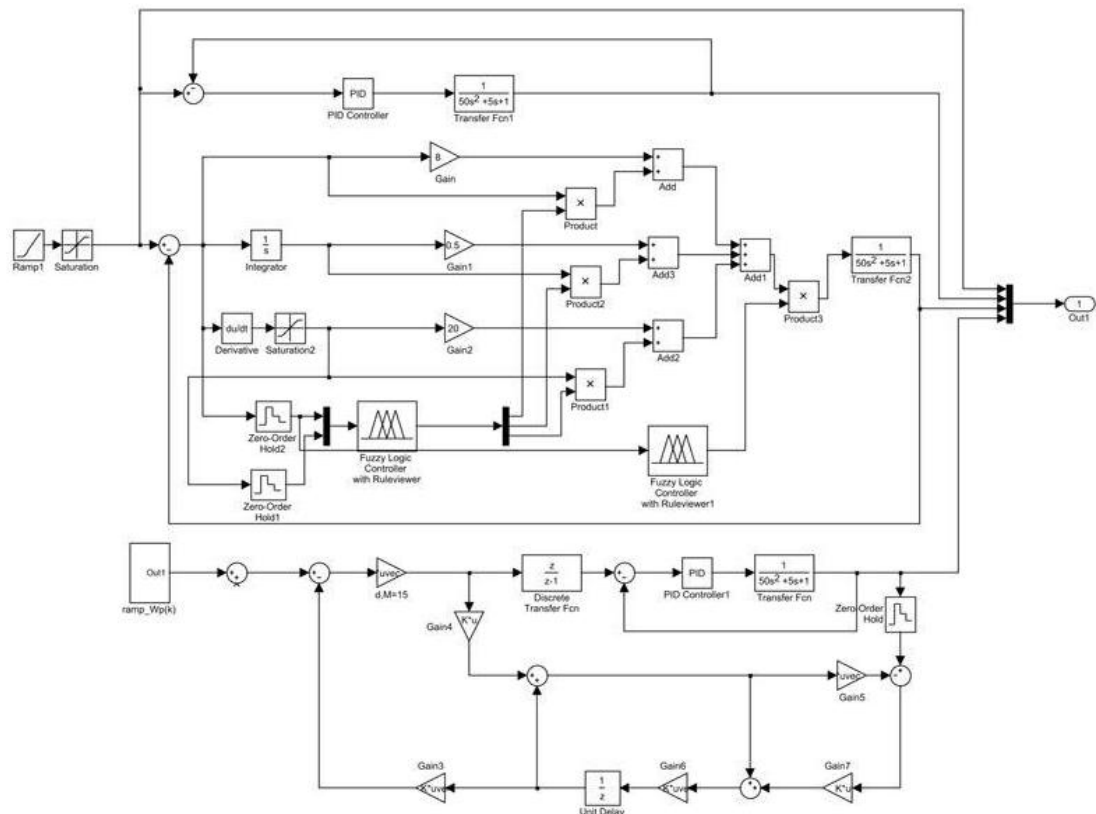 PID
PID Controller
1
50s² +5s+1
Transfer Fcn1
8
Gain
Add
×
Product
Ramp1
Saturation
1
s
Integrator
0.5
Gain1
Add3
×
Product2
Add1
×
Product3
1
50s² +5s+1
Transfer Fcn2
1
Out1
du/dt
Derivative
Saturation2
20
Gain2
Add2
×
Product1
Zero-Order
Hold2
Fuzzy Logic
Controller
with Ruleviewer
Fuzzy Logic
Controller
with Ruleviewer1
Zero-Order
Hold1
Out1
ramp_Wp(k)
*uvec
d,M=15
z
z-1
Discrete
Transfer Fcn
PID
PID Controller1
1
50s² +5s+1
Transfer Fcn
Zero-Order
Hold
K*u
Gain4
*uvec
Gain5
Gain3
K*uve
1
z
Unit Delay
Gain6
K*uve
Gain7
K*u